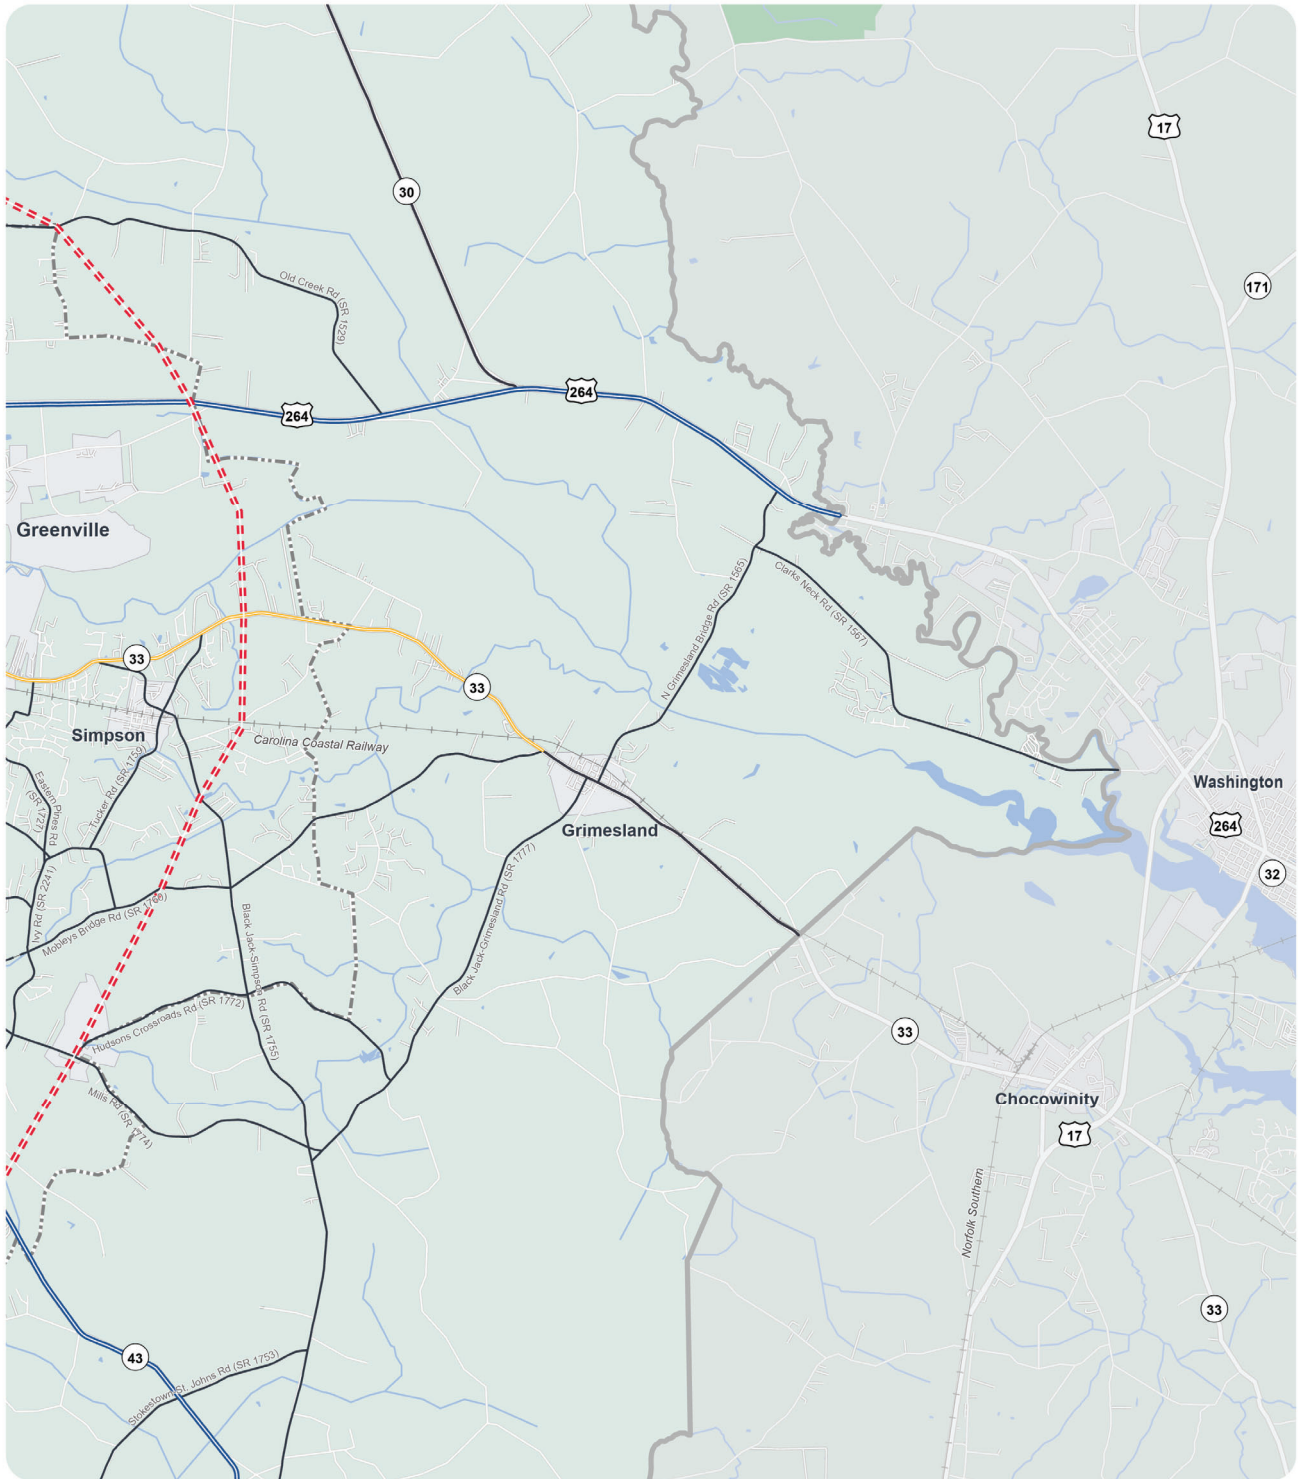 17
30
171
Old Creek Rd (SR 1529)
264
264
Greenville
N Grimesland Bridge Rd (SR 1565)
Clarks Neck Rd (SR 1567)
33
33
Simpson
Carolina Coastal Railway
Washington
Eastern Pines Rd
(SR 1727)
Tucker Rd (SR 1759)
Grimesland
264
32
Ivy Rd (SR 2241)
Mobleys Bridge Rd (SR 1766)
Black Jack-Simpson Rd (SR 1755)
Black Jack-Grimesland Rd (SR 1777)
Hudsons Crossroads Rd (SR 1772)
33
Mills Rd (SR 1774)
Chocowinity
17
Norfolk Southern
33
43
Stokestown-St. Johns Rd (SR 1753)